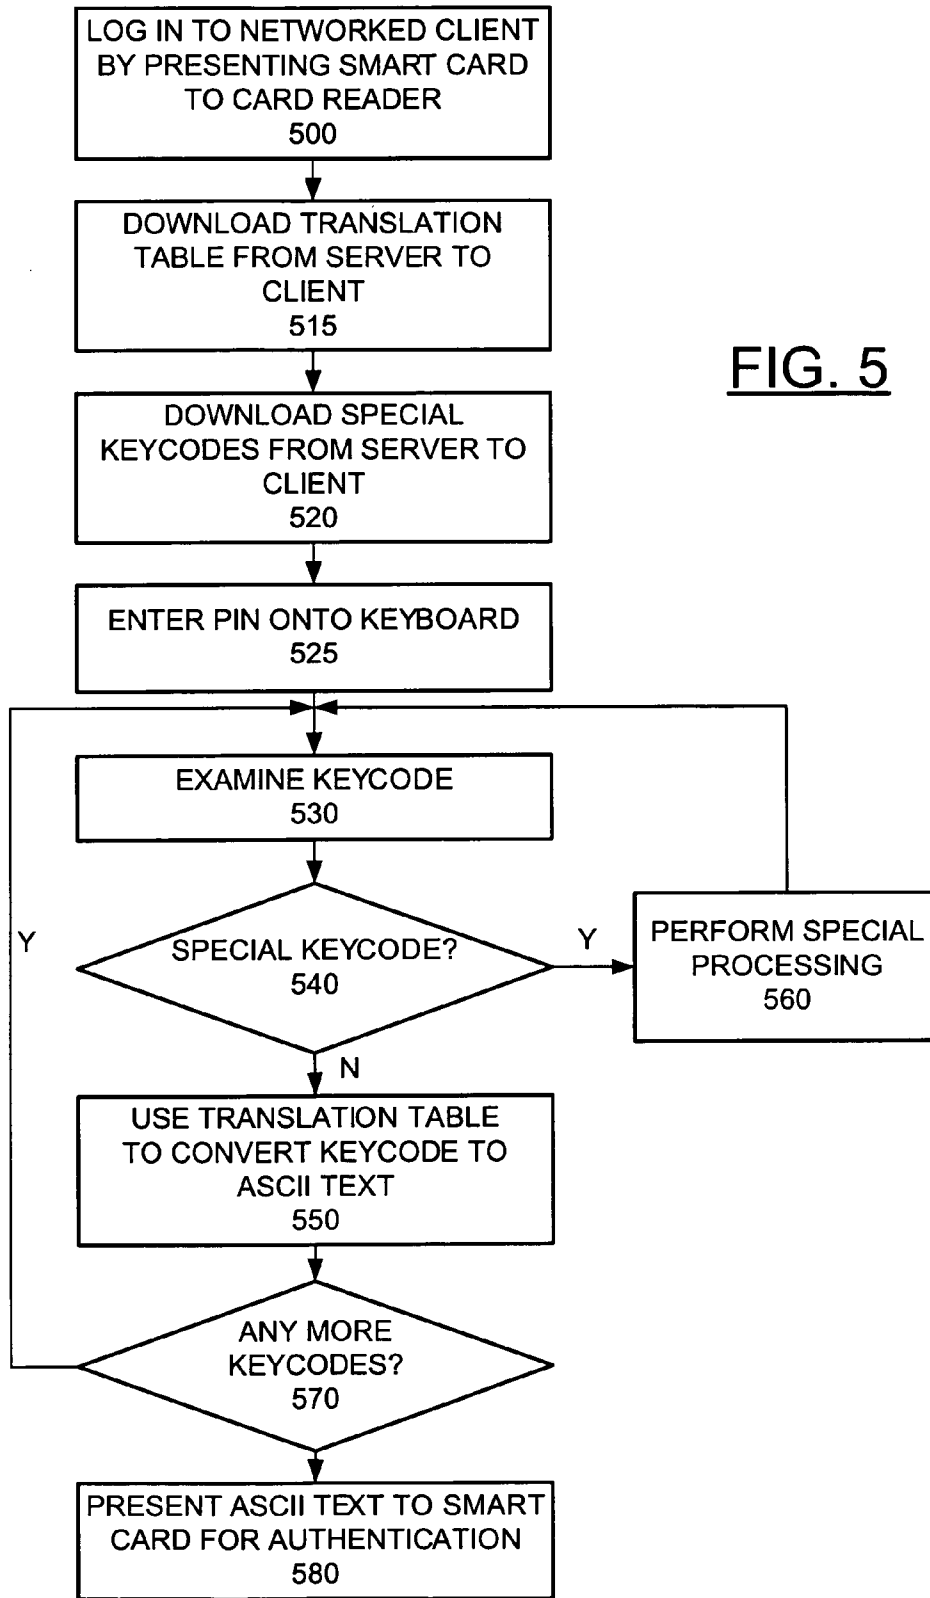 LOG IN TO NETWORKED CLIENT
BY PRESENTING SMART CARD
TO CARD READER
500
DOWNLOAD TRANSLATION
TABLE FROM SERVER TO
CLIENT
515
FIG. 5
DOWNLOAD SPECIAL
KEYCODES FROM SERVER TO
CLIENT
520
ENTER PIN ONTO KEYBOARD
525
EXAMINE KEYCODE
530
Y
SPECIAL KEYCODE?
540
Y
PERFORM SPECIAL
PROCESSING
560
N
USE TRANSLATION TABLE
TO CONVERT KEYCODE TO
ASCII TEXT
550
ANY MORE
KEYCODES?
570
PRESENT ASCII TEXT TO SMART
CARD FOR AUTHENTICATION
580